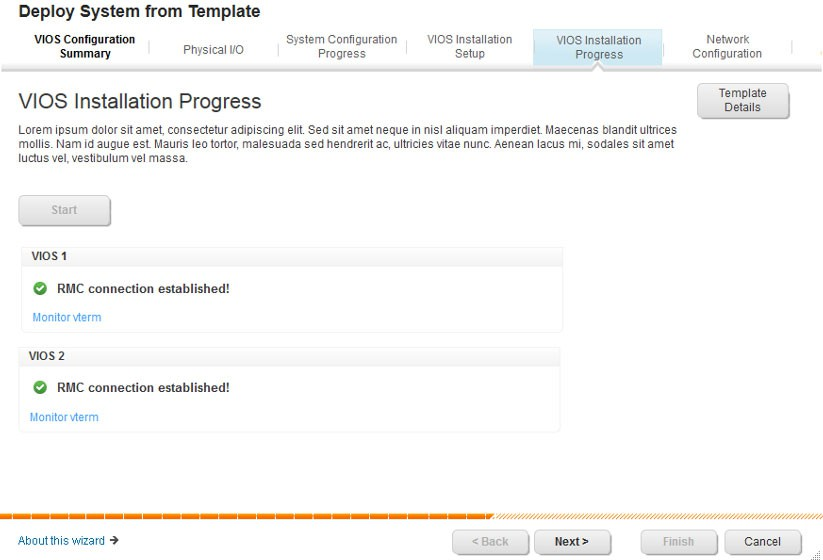 Deploy System from Template
VIOS Configuration
Summary
Physical I/O
System Configuration
Progress
VIOS Installation
Setup
VIOS Installation
Progress
Network
Configuration
VIOS Installation Progress
Template
Details
Lorem ipsum dolor sit amet, consectetur adipiscing elit. Sed sit amet neque in nisl aliquam imperdiet. Maecenas blandit ultrices
mollis. Nam id augue est. Mauris leo tortor, malesuada sed hendrerit ac, ultricies vitae nunc. Aenean lacus mi, sodales sit amet
luctus vel, vestibulum vel massa.
Start
VIOS 1
RMC connection established!
Monitor vterm
VIOS 2
RMC connection established!
Monitor vterm
About this wizard
< Back
Next >
Finish
Cancel